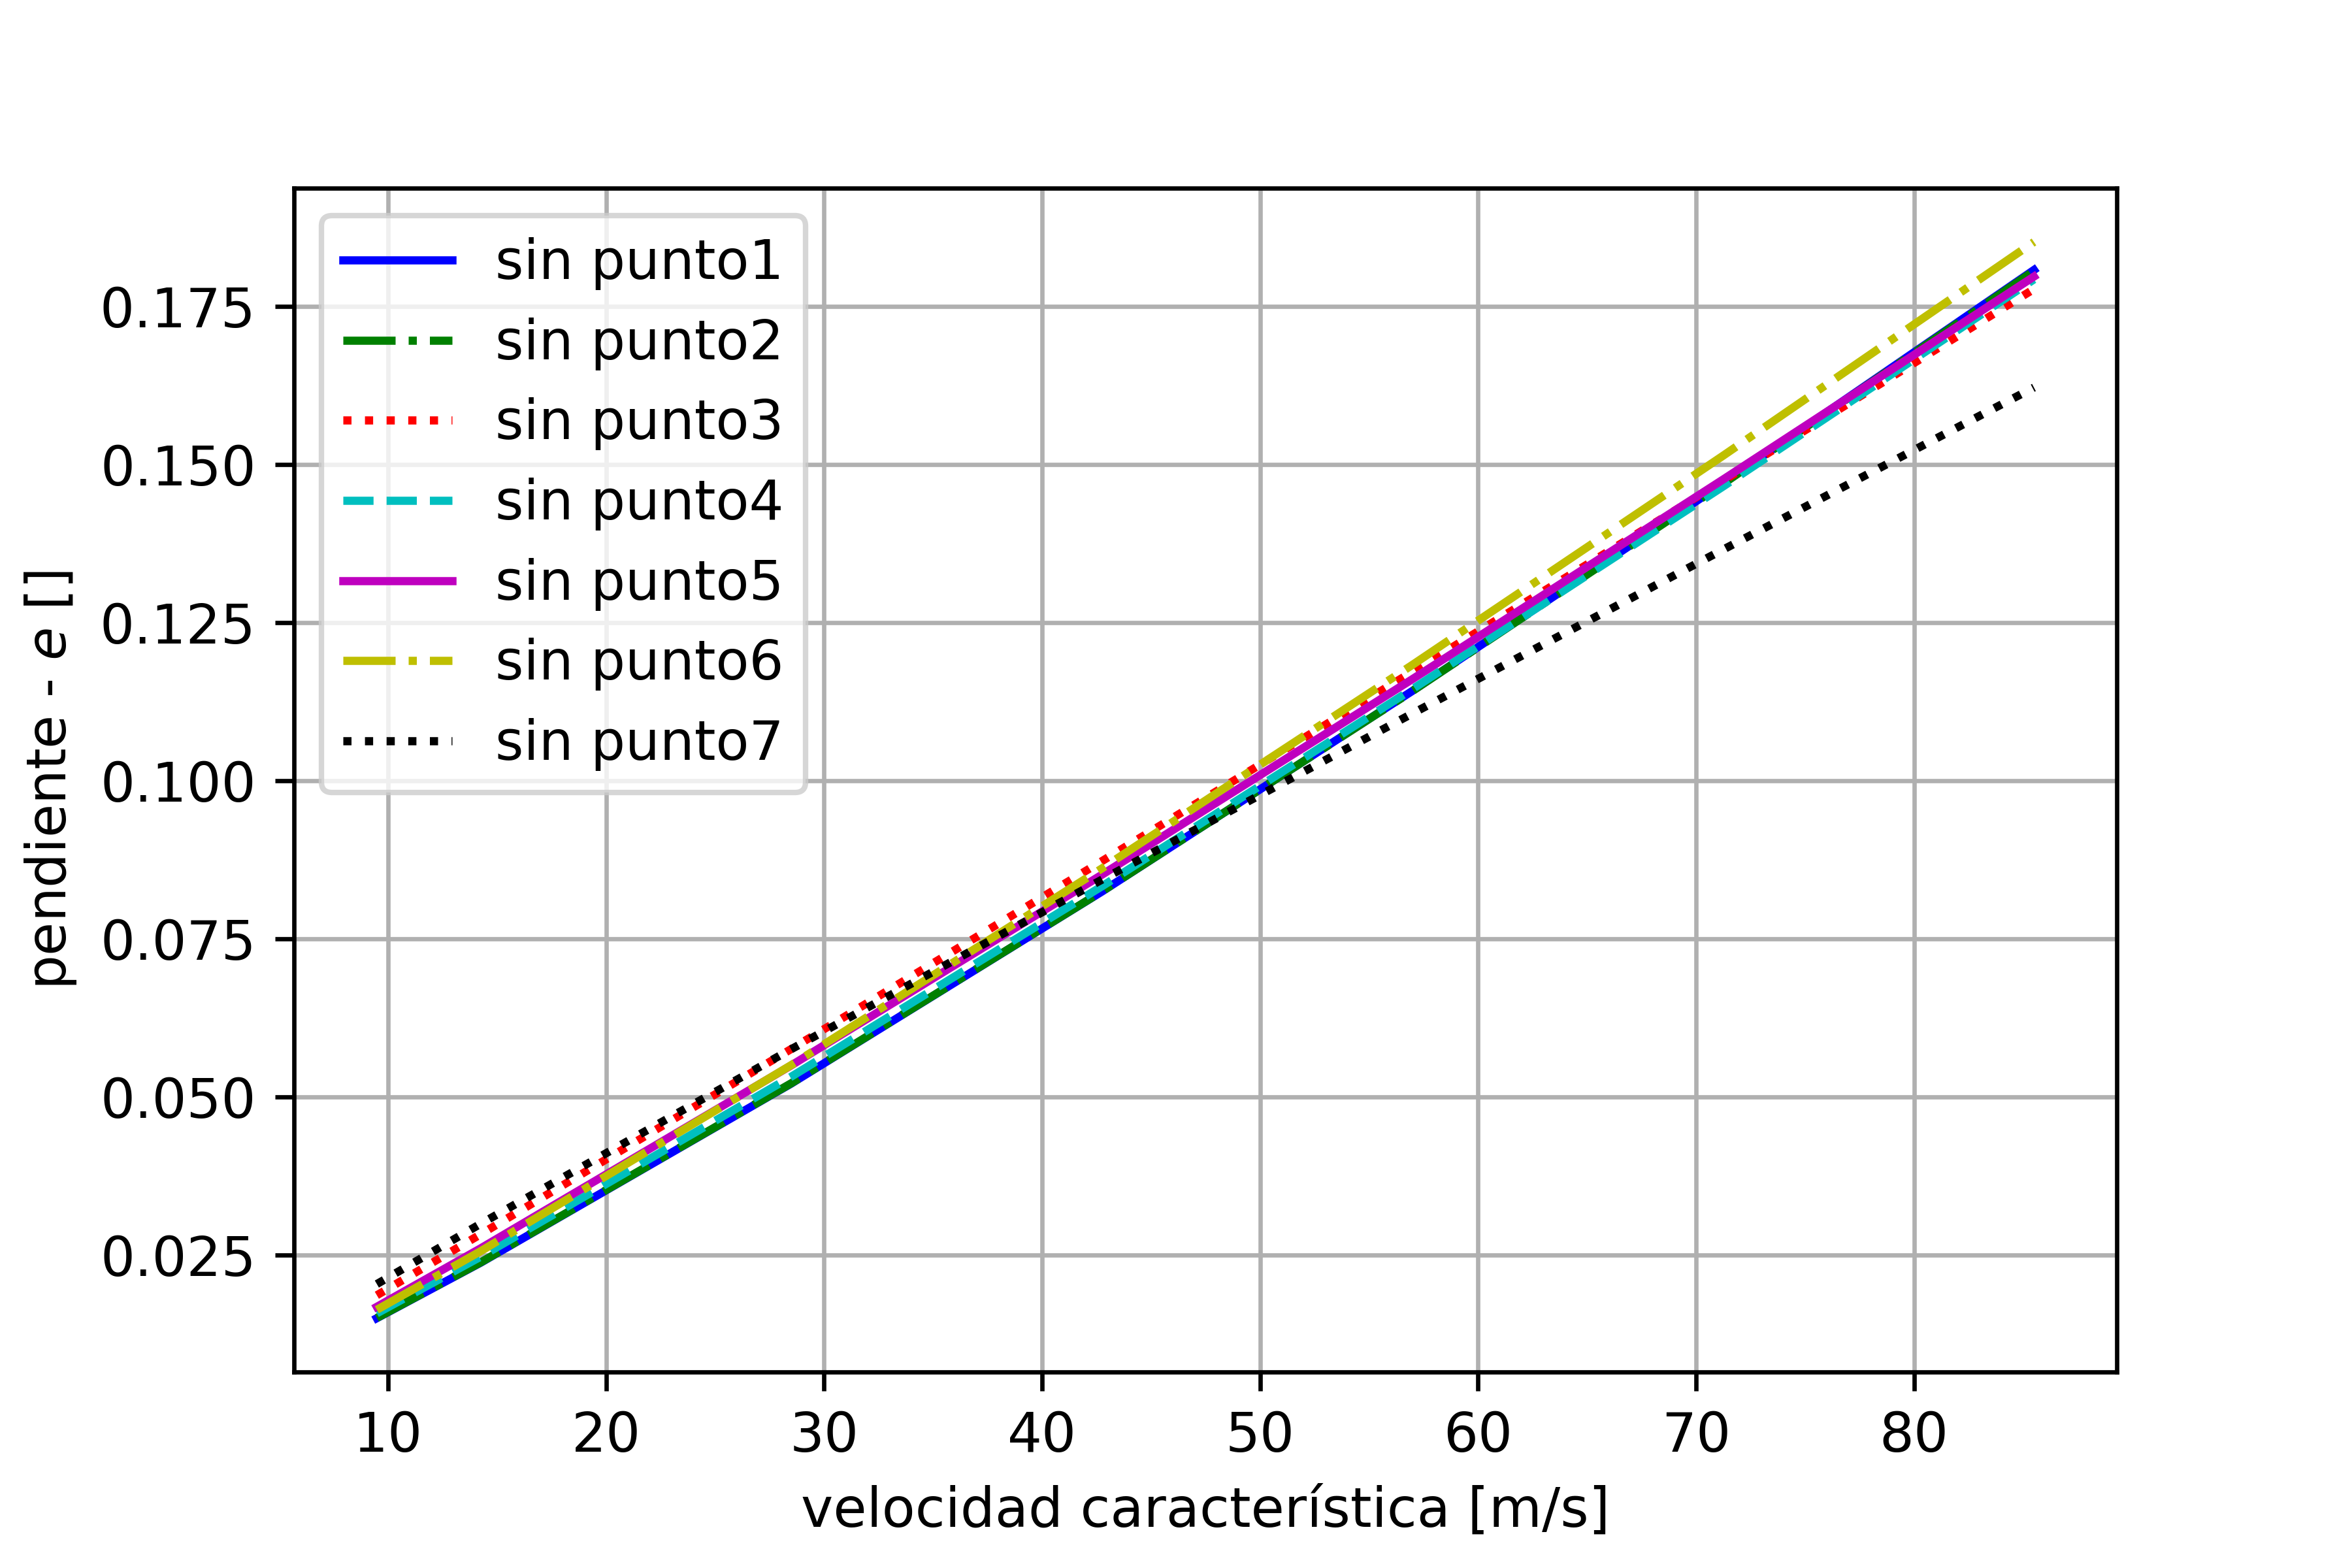 sin punto1
sin punto2
sin punto3
sin punto4
sin punto5
sin punto6
sin punto7
pendiente - e []
0.175
0.150
0.125
0.100
0.075
0.050
0.025
10 20 30 40 50 60 70 80
velocidad característica [m/s]